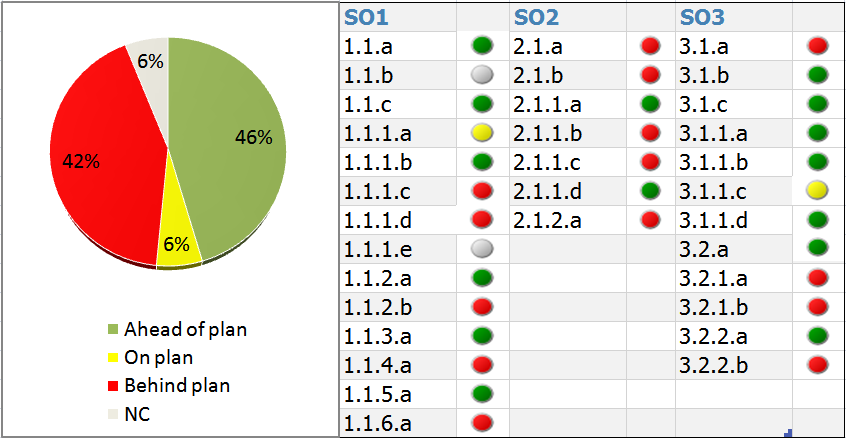 6%
46%
42%
6%
Ahead of plan
On plan
Behind plan
NC
SO1 SO2 SO3
1.1.a 2.1.a 3.1.a
1.1.b 2.1.b 3.1.b
1.1.c 2.1.1.a 3.1.c
1.1.1.a 2.1.1.b 3.1.1.a
1.1.1.b 2.1.1.c 3.1.1.b
1.1.1.c 2.1.1.d 3.1.1.c
1.1.1.d 2.1.2.a 3.1.1.d
1.1.1.e 3.2.a
1.1.2.a 3.2.1.a
1.1.2.b 3.2.1.b
1.1.3.a 3.2.2.a
1.1.4.a 3.2.2.b
1.1.5.a
1.1.6.a